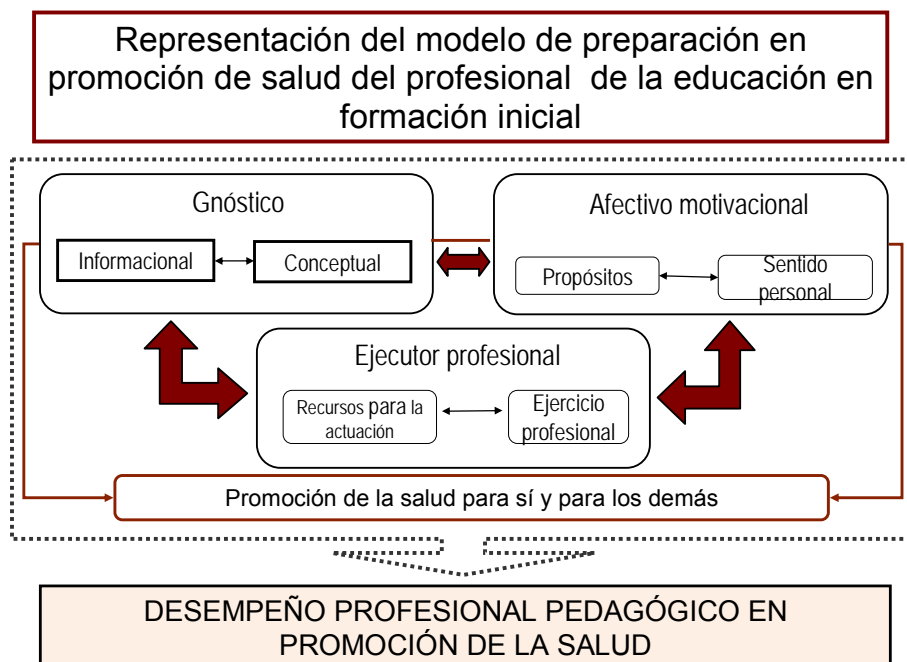 Representación del modelo de preparación en
promoción de salud del profesional de la educación en
formación inicial
Gnóstico
Informacional
Conceptual
Afectivo motivacional
Propósitos
Sentido
personal
Ejecutor profesional
Recursos para la
actuación
Ejercicio
profesional
Promoción de la salud para sí y para los demás
DESEMPEÑO PROFESIONAL PEDAGÓGICO EN
PROMOCIÓN DE LA SALUD